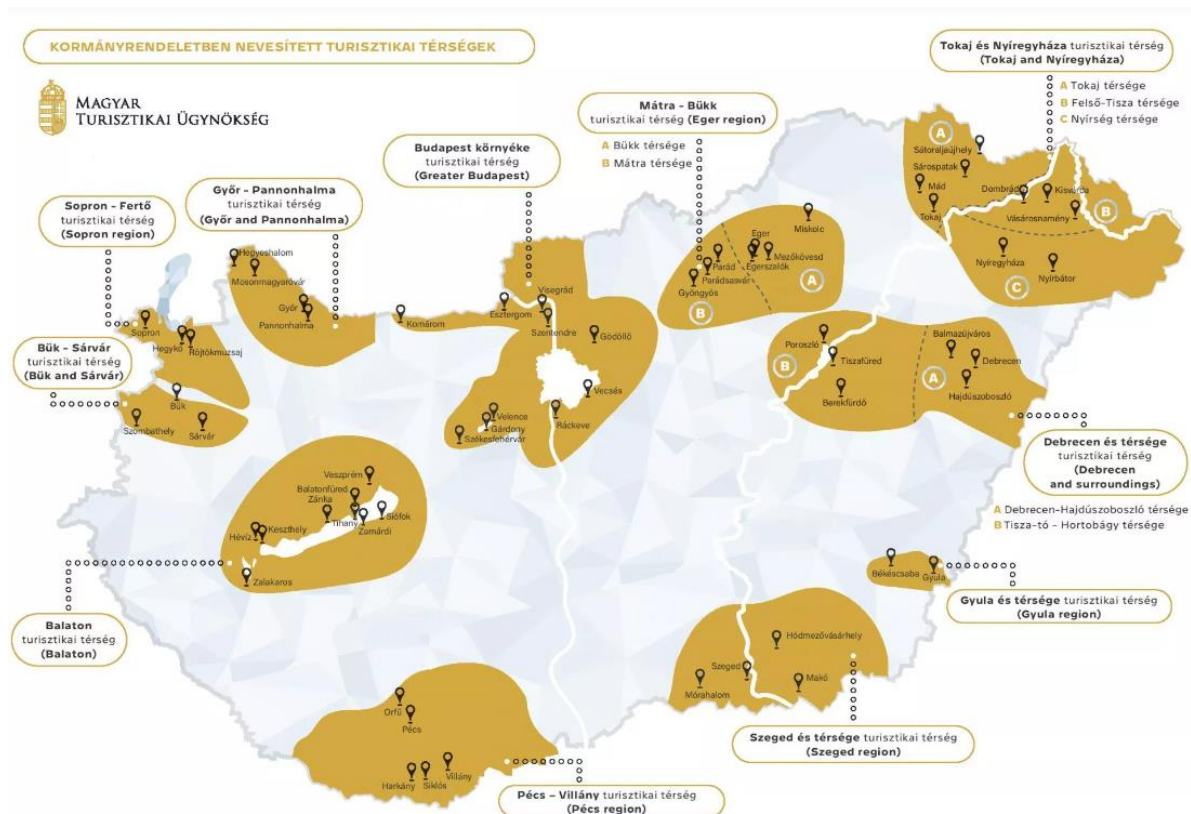 KORMÁNYRENDELETBEN NEVESÍTETT TURISZTIKAI TÉRSÉGEK
MAGYAR
TURISZTIKAI ÜGYNÖKSÉG
Tokaj és Nyíregyháza turisztikai térség
(Tokaj and Nyíregyháza)
A Tokaj térsége
B Felső-Tisza térsége
C Nyírség térsége
Mátra - Bükk
turisztikai térség (Eger region)
A Bükk térsége
B Mátra térsége
Budapest környéke
turisztikai térség
(Greater Budapest)
Győr - Pannonhalma
turisztikai térség
(Győr and Pannonhalma)
Sopron - Fertő
turisztikai térség
(Sopron region)
Bük - Sárvár
turisztikai térség
(Bük and Sárvár)
A
Sátoraljaújhely
Sárospatak
Mád
Tokaj
Dombrád
Kisvárda
Vásárosnamény
B
Nyíregyháza
Nyírbátor
C
Miskolc
Eger
Egerszalók
Mezőkövesd
A
Parád
Parádsasvár
Gyöngyös
B
Hegyeshalom
Mosonmagyaróvár
Győr
Pannonhalma
Sopron
Hegykő
Röjtökmuzsaj
Bük
Szombathely
Sárvár
Komárom
Esztergom
Visegrád
Szentendre
Gödöllő
Vecsés
Ráckeve
Velence
Gárdony
Székesfehérvár
Poroszló
B
Tiszafüred
Berekfürdő
Balmazújváros
A
Debrecen
Hajdúszoboszló
Debrecen és térsége
turisztikai térség
(Debrecen
and surroundings)
A Debrecen–Hajdúszoboszló térsége
B Tisza-tó – Hortobágy térsége
Veszprém
Balatonfüred
Zánka
Tihany
Siófok
Zamárdi
Hévíz
Keszthely
Zalakaros
Balaton
turisztikai térség
(Balaton)
Békéscsaba
Gyula
Gyula és térsége turisztikai térség
(Gyula region)
Hódmezővásárhely
Szeged
Makó
Mórahalom
Szeged és térsége turisztikai térség
(Szeged region)
Orfű
Pécs
Harkány
Siklós
Villány
Pécs – Villány turisztikai térség
(Pécs region)